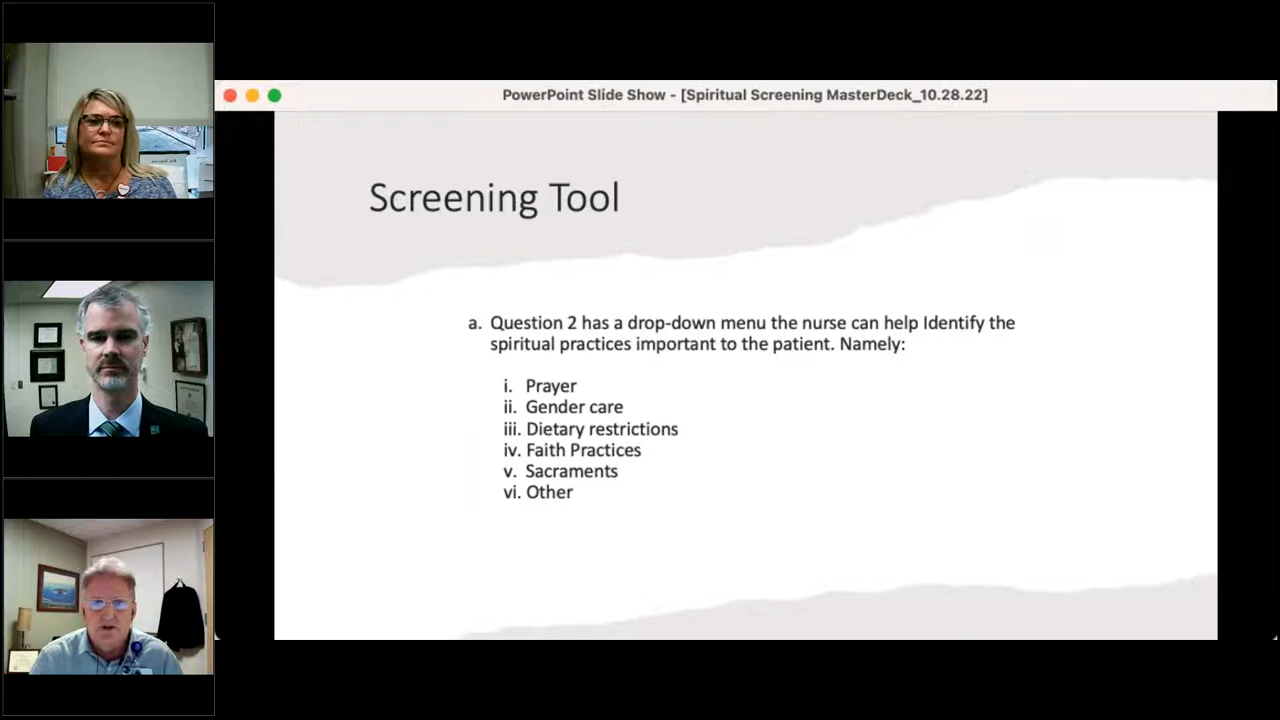 PowerPoint Slide Show - [Spiritual Screening MasterDeck_10.28.22]
Screening Tool
a. Question 2 has a drop-down menu the nurse can help Identify the
spiritual practices important to the patient. Namely:
i. Prayer
ii. Gender care
iii. Dietary restrictions
iv. Faith Practices
v. Sacraments
vi. Other